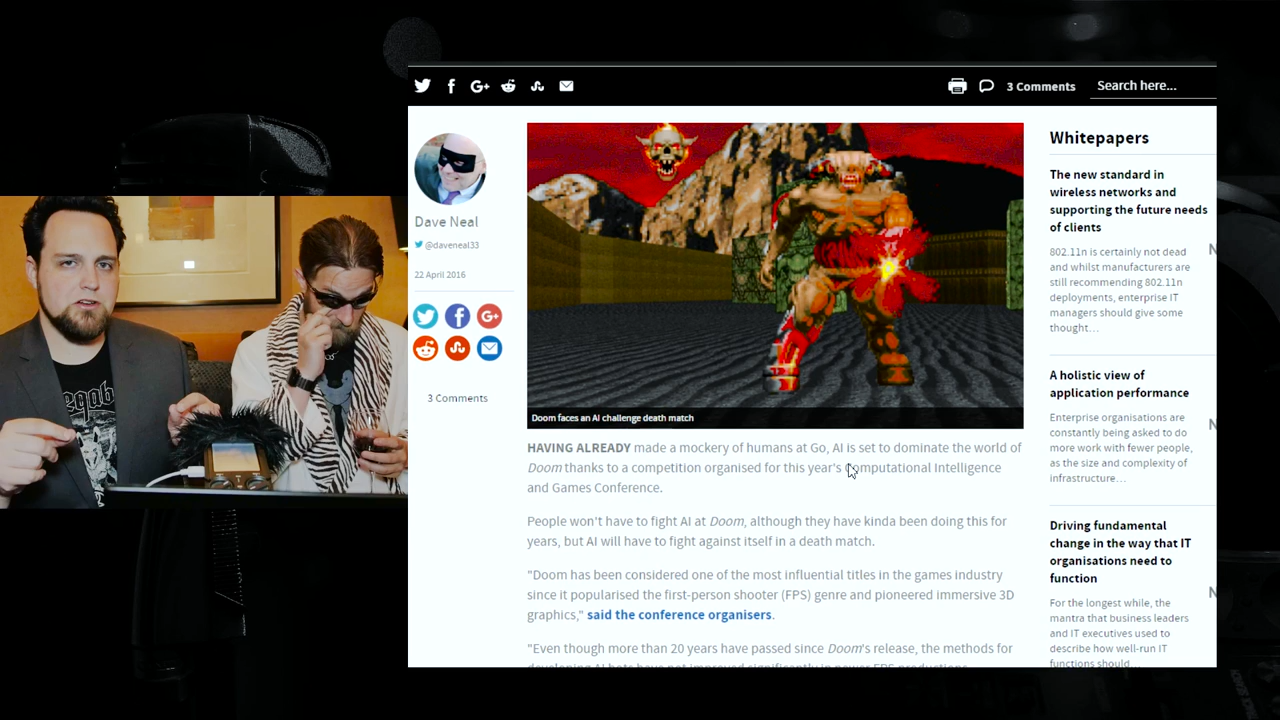 3 Comments
Search here...
Dave Neal
@daveneal33
22 April 2016
3 Comments
Doom faces an AI challenge death match
HAVING ALREADY made a mockery of humans at Go, AI is set to dominate the world of
Doom thanks to a competition organised for this year's Computational Intelligence
and Games Conference.
People won't have to fight AI at Doom, although they have kinda been doing this for
years, but AI will have to fight against itself in a death match.
"Doom has been considered one of the most influential titles in the games industry
since it popularised the first-person shooter (FPS) genre and pioneered immersive 3D
graphics," said the conference organisers.
"Even though more than 20 years have passed since Doom's release, the methods for
developing AI bots have not improved significantly in newer FPS productions.
Whitepapers
The new standard in
wireless networks and
supporting the future needs
of clients
802.11n is certainly not dead
and whilst manufacturers are
still recommending 802.11n
deployments, enterprise IT
managers should give some
thought…
A holistic view of
application performance
Enterprise organisations are
constantly being asked to do
more work with fewer people,
as the size and complexity of
infrastructure…
Driving fundamental
change in the way that IT
organisations need to
function
For the longest while, the
mantra that business leaders
and IT executives used to
describe how well-run IT
functions should…